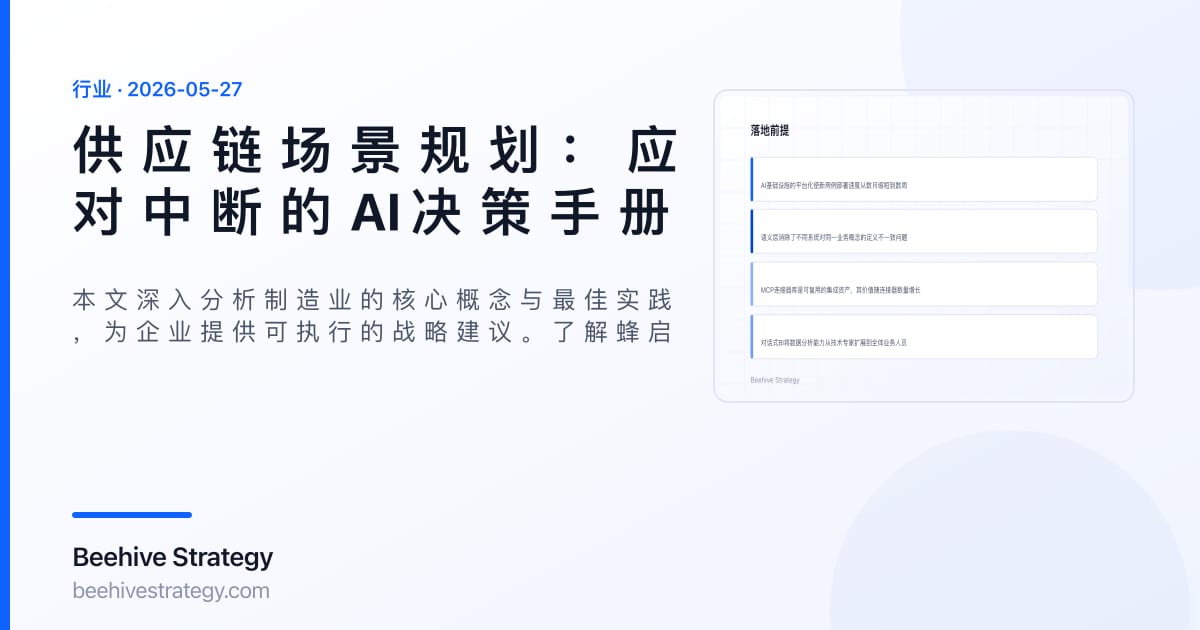 行业 · 2026-05-27
供应链场景规划：应
对中断的AI决策手册
本文深入分析制造业的核心概念与最佳实践
，为企业提供可执行的战略建议。了解蜂启
Beehive Strategy
beehivestrategy.com
落地前提
AI基础设施的平台化使新用例部署速度从数月缩短到数周
语义层消除了不同系统对同一业务概念的定义不一致问题
MCP连接器库是可复用的集成资产，其价值随连接器数量增长
对话式BI将数据分析能力从技术专家扩展到全体业务人员
Beehive Strategy